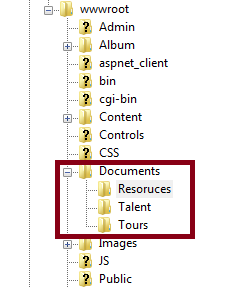 wwwroot
Admin
Album
aspnet_client
bin
cgi-bin
Content
Controls
CSS
Documents
Resoruces
Talent
Tours
Images
JS
Public